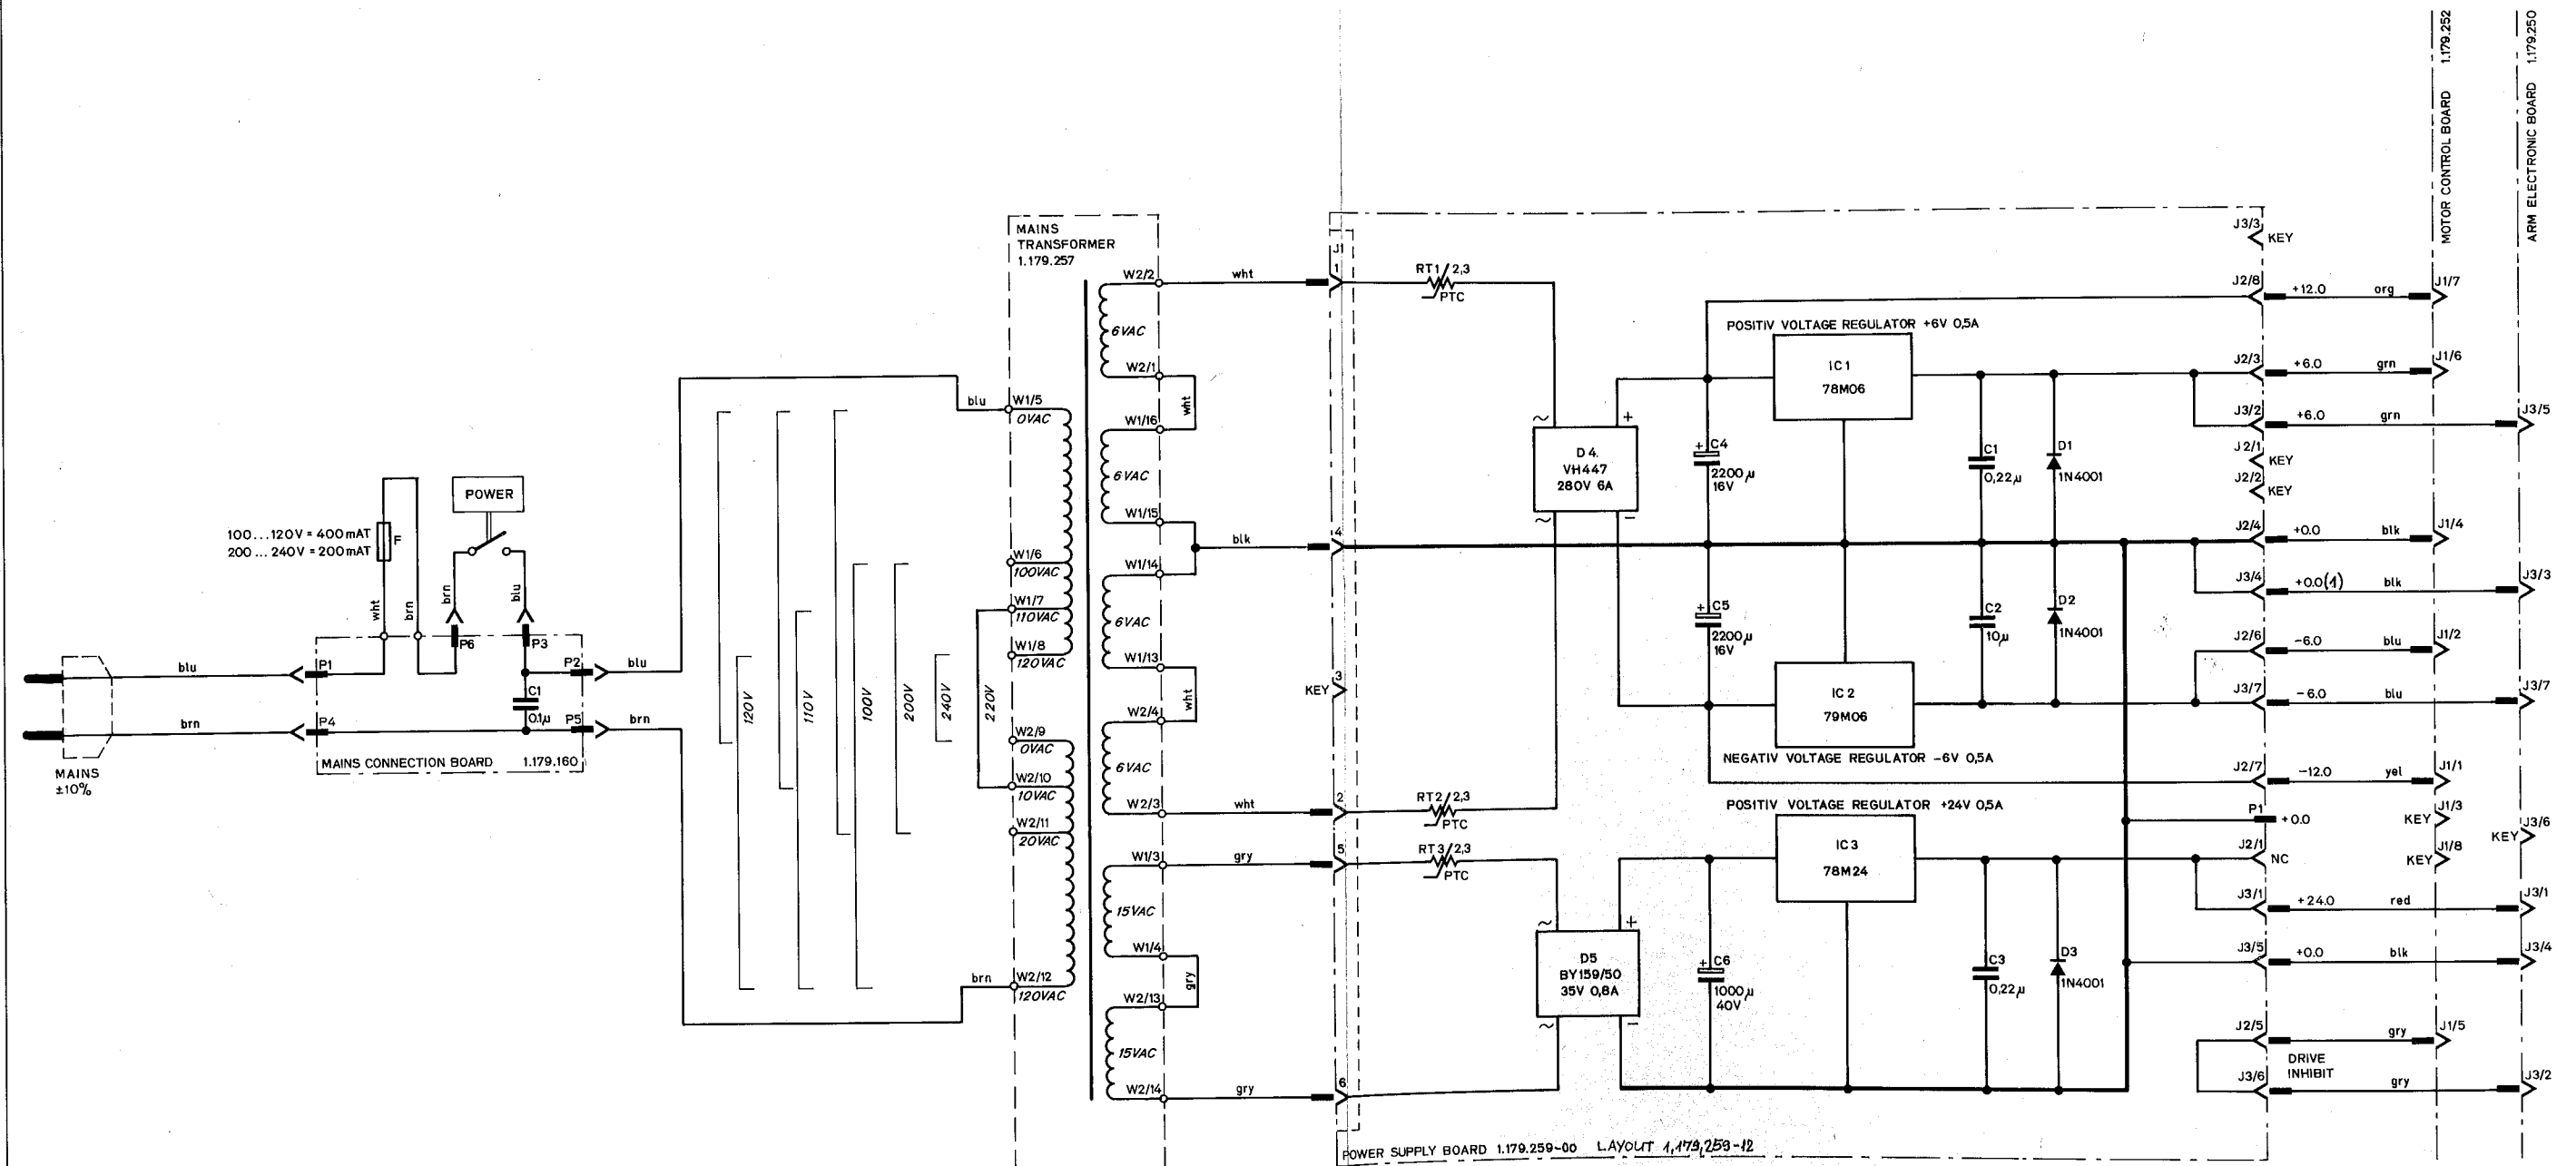 100...120V = 400mAT
200...240V = 200mAT
F
POWER
wht
brn
brn
blu
P6
P3
blu
P1
P2
blu
C1
0.1µ
brn
P4
P5
brn
MAINS CONNECTION BOARD 1.179.160
MAINS
±10%
120V
110V
100V
200V
240V
220V
blu
brn
MAINS
TRANSFORMER
1.179.257
W1/5
0VAC
W1/6
100VAC
W1/7
110VAC
W1/8
120VAC
W2/9
0VAC
W2/10
10VAC
W2/11
20VAC
W2/12
120VAC
W2/2
6VAC
W2/1
wht
W1/16
6VAC
W1/15
W1/14
6VAC
W1/13
wht
W2/4
6VAC
W2/3
W1/3
15VAC
W1/4
gry
W2/13
15VAC
W2/14
wht
blk
wht
gry
gry
J1
1
4
KEY 3
2
5
6
RT1/2,3
PTC
RT2/2,3
PTC
RT3/2,3
PTC
~
+
D4.
VH447
280V 6A
~
–
~
+
D5
BY159/50
35V 0,8A
~
–
POSITIV VOLTAGE REGULATOR +6V 0,5A
IC1
78M06
+ C4
2200µ
16V
C1
0,22µ
D1
1N4001
+ C5
2200µ
16V
C2
10µ
D2
1N4001
IC 2
79M06
NEGATIV VOLTAGE REGULATOR –6V 0,5A
POSITIV VOLTAGE REGULATOR +24V 0,5A
IC3
78M24
+ C6
1000µ
40V
C3
0,22µ
D3
1N4001
J3/3
KEY
J2/8
+12.0 org
J1/7
J2/3
+6.0 grn
J1/6
J3/2
+6.0 grn
J3/5
J2/1
KEY
J2/2
KEY
J2/4
+0.0 blk
J1/4
J3/4
+0.0(1) blk
J3/3
J2/6
–6.0 blu
J1/2
J3/7
–6.0 blu
J3/7
J2/7
–12.0 yel
J1/1
P1
+0.0
J1/3
KEY
J3/6
KEY
J2/1
NC
J1/8
KEY
J3/1
+24.0 red
J3/1
J3/5
+0.0 blk
J3/4
J2/5
gry
J1/5
DRIVE
INHIBIT
J3/6
gry
J3/2
MOTOR CONTROL BOARD 1.179.252
ARM ELECTRONIC BOARD 1.179.250
POWER SUPPLY BOARD 1.179.259-00 LAYOUT 1,179,259-12